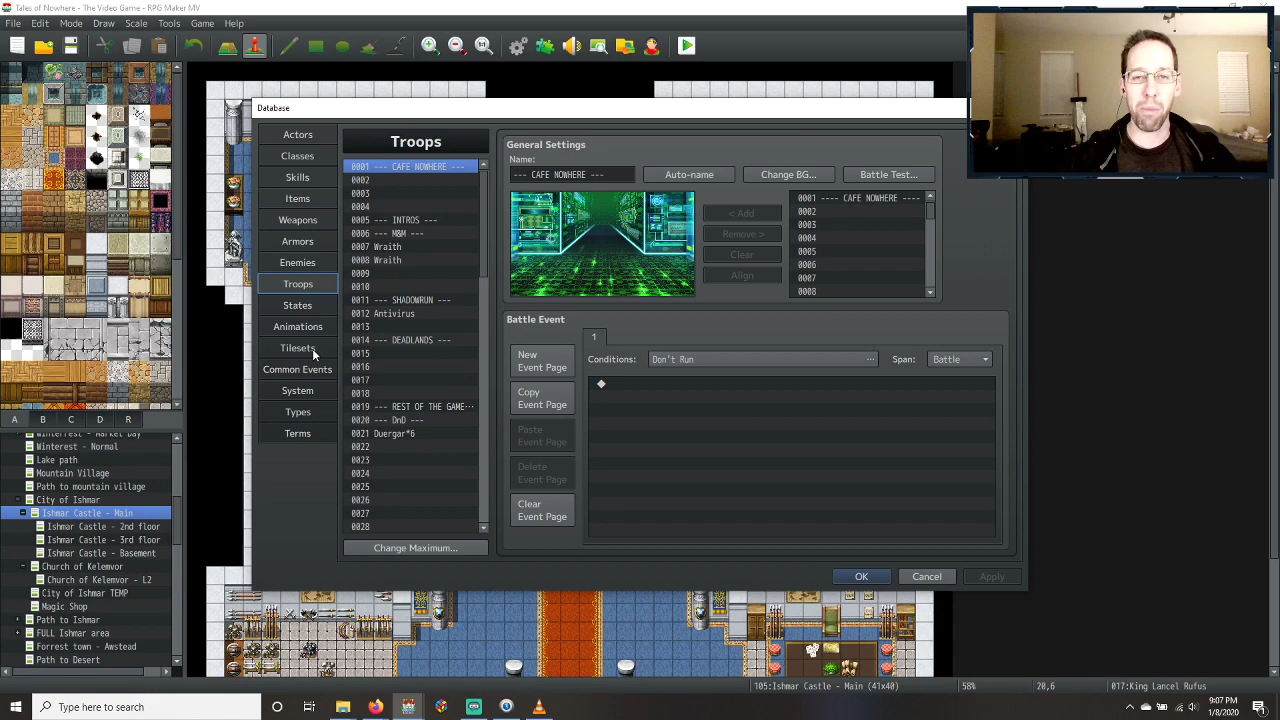 Tales of Nowhere - The Video Game - RPG Maker MV
File Edit Mode Draw Scale Tools Game Help
Database
Actors
Classes
Skills
Items
Weapons
Armors
Enemies
Troops
States
Animations
Tilesets
Common Events
System
Types
Terms
Troops
0001 --- CAFE NOWHERE ---
0002
0003
0004
0005 --- INTROS ---
0006 --- M&M ---
0007 Wraith
0008 Wraith
0009
0010
0011 --- SHADOWRUN ---
0012 Antivirus
0013
0014 --- DEADLANDS ---
0015
0016
0017
0018
0019 --- REST OF THE GAME…
0020 --- DnD ---
0021 Duergar*6
0022
0023
0024
0025
0026
0027
0028
Change Maximum...
General Settings
Name:
--- CAFE NOWHERE ---
Auto-name
Change BG...
Battle Test...
< Add
Remove >
Clear
Align
0001 ---- CAFE NOWHERE ----
0002
0003
0004
0005
0006
0007
0008
Battle Event
1
New
Event Page
Copy
Event Page
Paste
Event Page
Delete
Event Page
Clear
Event Page
Conditions: Don't Run ...
Span: Battle
OK
Cancel
Apply
A B C D R
Winterrest - Market Day
Winterest - Normal
Lake path
Mountain Village
Path to mountain village
City of Ishmar
Ishmar Castle - Main
Ishmar Castle - 2nd floor
Ishmar Castle - 3rd floor
Ishmar Castle - Basement
Church of Kelemvor
Church of Kelemvor - L2
City of Ishmar TEMP
Magic Shop
Path to Ishmar
FULL Ishmar area
Forrest town - Awstead
Path to Desert
105:Ishmar Castle - Main (41x40)
58%
20,6
017:King Lancel Rufus
Type here to search
9:07 PM
1/8/2020